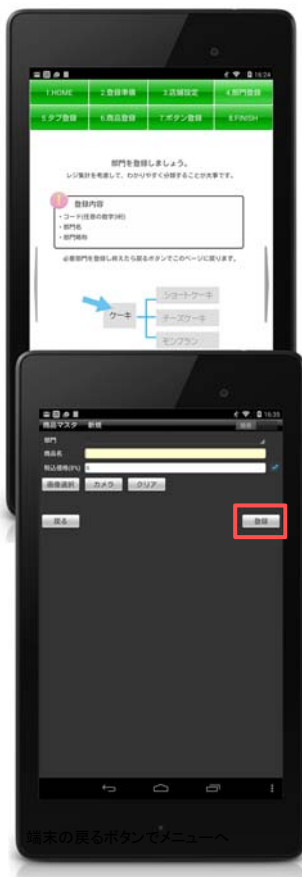 16:24
1.HOME 2.登録準備 3.店舗設定 4.部門登録
5.タブ登録 6.商品登録 7.ボタン登録 8.FINISH
部門を登録しましょう。
レジ集計を考慮して、わかりやすく分類することが大事です。
登録内容
・コード(任意の数字3桁)
・部門名
・部門略称
必要部門を登録し終えたら戻るボタンでこのページに戻ります。
ケーキ
ショートケーキ
チーズケーキ
モンブラン
16:35
商品マスタ 新規
部門
商品名
税込価格(8%) 0
画像選択 カメラ クリア
戻る 登録
端末の戻るボタンでメニューへ